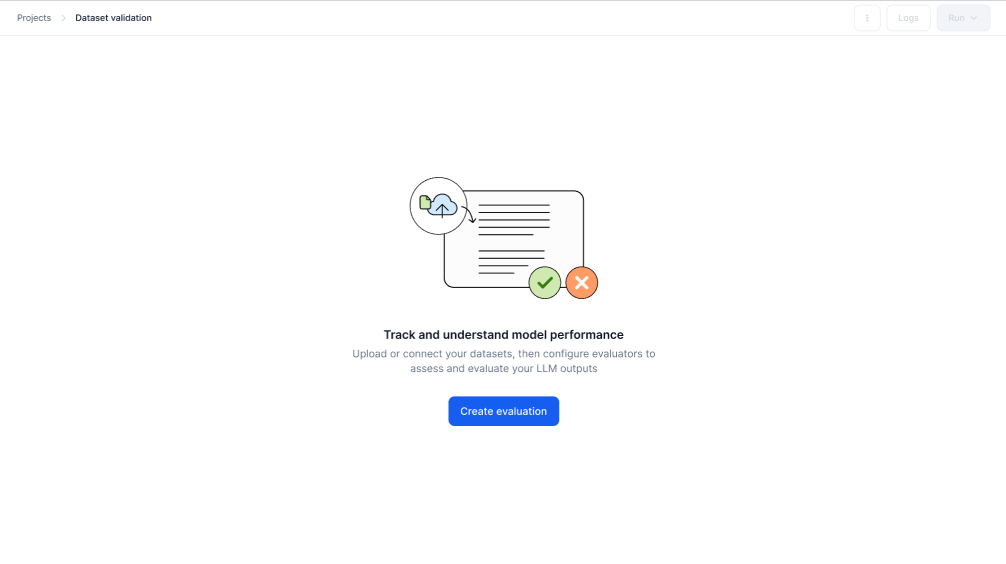 Projects
Dataset validation
Logs
Run
Track and understand model performance
Upload or connect your datasets, then configure evaluators to
assess and evaluate your LLM outputs
Create evaluation